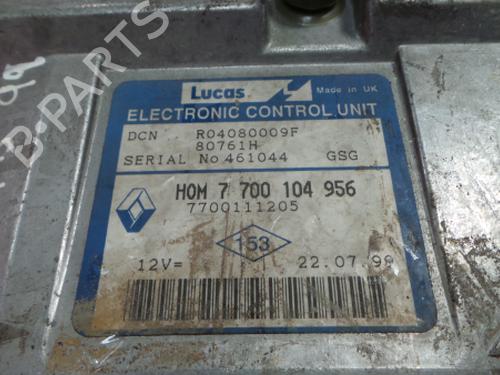 Lucas Made in UK
ELECTRONIC CONTROL UNIT
DCN R04080009F
80761H
SERIAL No 461044 GSG
HOM 7 700 104 956
7700111205
153
12V= 22.07.99
B-PARTS